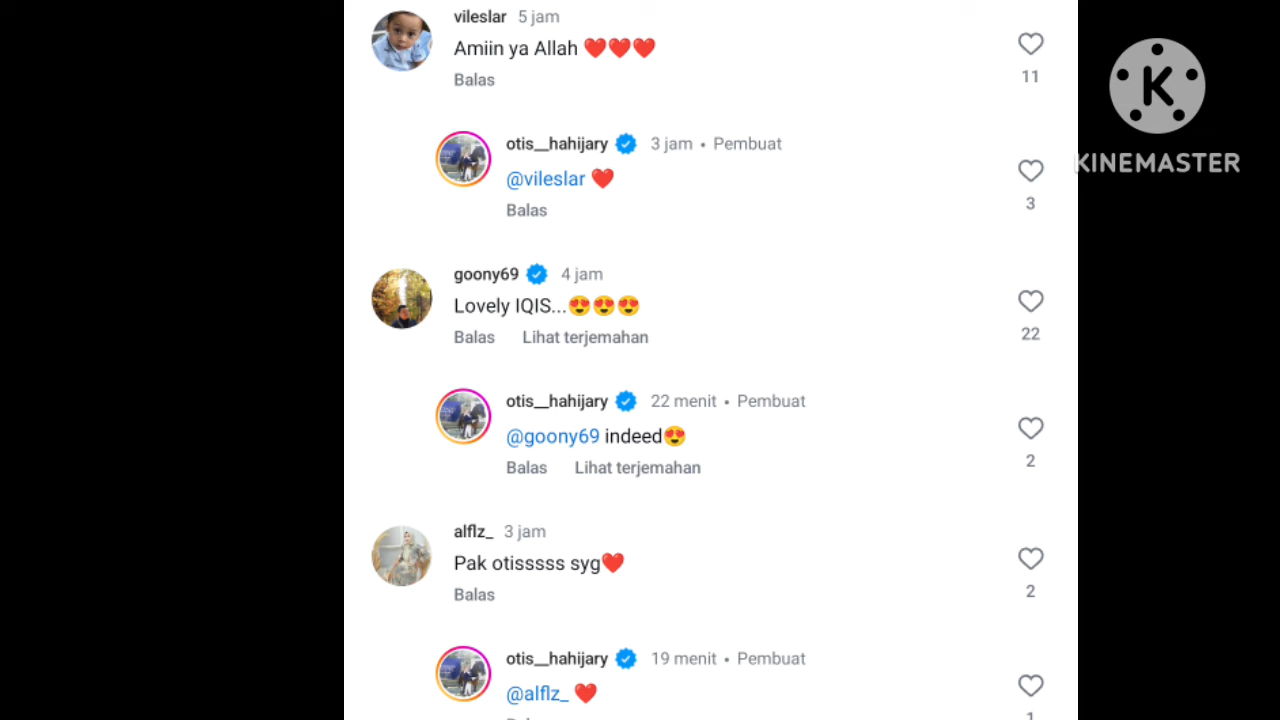 vileslar 5 jam
Amiin ya Allah ❤️❤️❤️
11
Balas
otis__hahijary 3 jam • Pembuat
@vileslar ❤️
3
Balas
goony69 4 jam
Lovely IQIS...😍😍😍
22
Balas Lihat terjemahan
otis__hahijary 22 menit • Pembuat
@goony69 indeed😍
2
Balas Lihat terjemahan
alflz_ 3 jam
Pak otisssss syg❤️
2
Balas
otis__hahijary 19 menit • Pembuat
@alflz_ ❤️
1
K
KINEMASTER